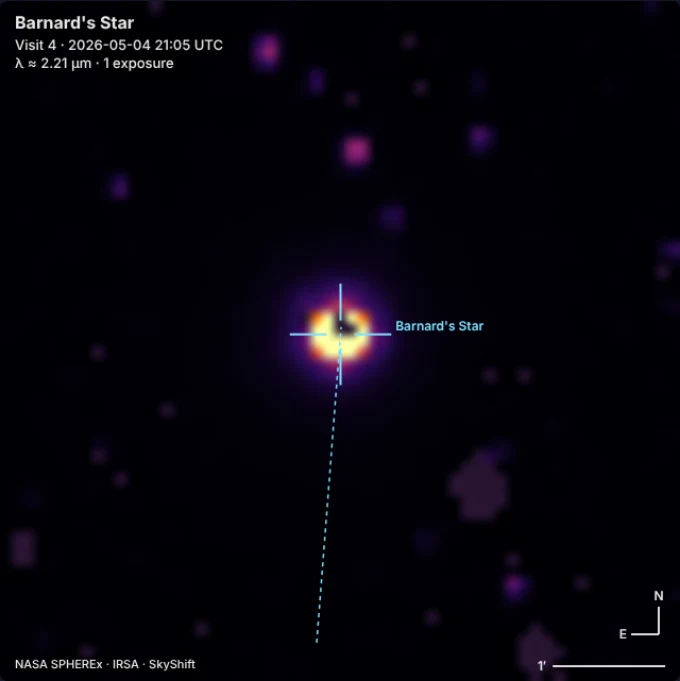 Barnard's Star
Visit 4 · 2026-05-04 21:05 UTC
λ ≈ 2.21 μm · 1 exposure
Barnard's Star
N
E
1′
NASA SPHEREx · IRSA · SkyShift